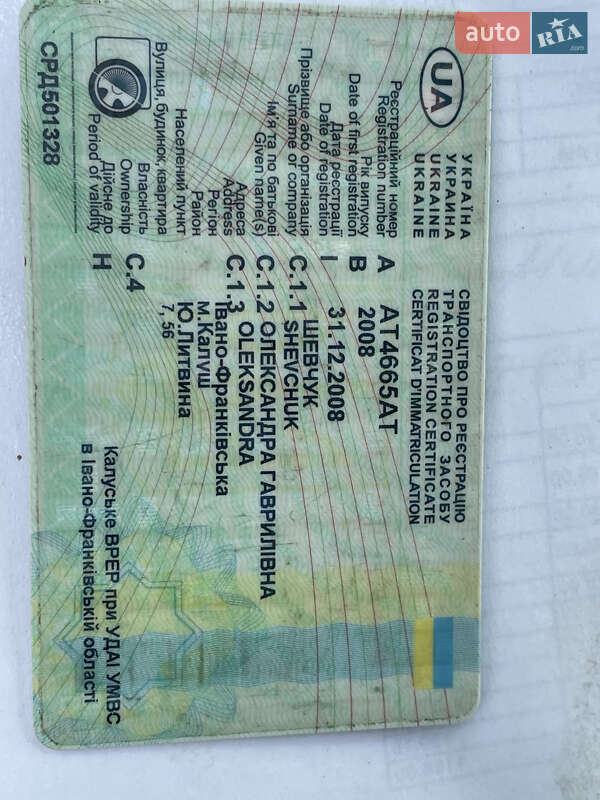 auto RIA .com
UA
УКРАЇНА
УКРАИНА
UKRAINE
UKRAINE
СВІДОЦТВО ПРО РЕЄСТРАЦІЮ
ТРАНСПОРТНОГО ЗАСОБУ
REGISTRATION CERTIFICATE
CERTIFICAT D'IMMATRICULATION
Реєстраційний номер
Registration number A AT4665AT
Рік випуску
Date of first registration B 2008
Дата реєстрації
Date of registration I 31.12.2008
Прізвище або організація C.1.1 ШЕВЧУК
Surname or company SHEVCHUK
Ім'я та по батькові C.1.2 ОЛЕКСАНДРА ГАВРИЛІВНА
Given name(s) OLEKSANDRA
Адреса C.1.3 Івано-Франківська
Address
Регіон
Район
Населений пункт м.Калуш
Вулиця, будинок, квартира Ю.Литвина
7, 56
Власність C.4
Ownership
Дійсне до H
Period of validity
Калуське ВРЕР при УДАІ УМВС
в Івано-Франківській області
СРД501328